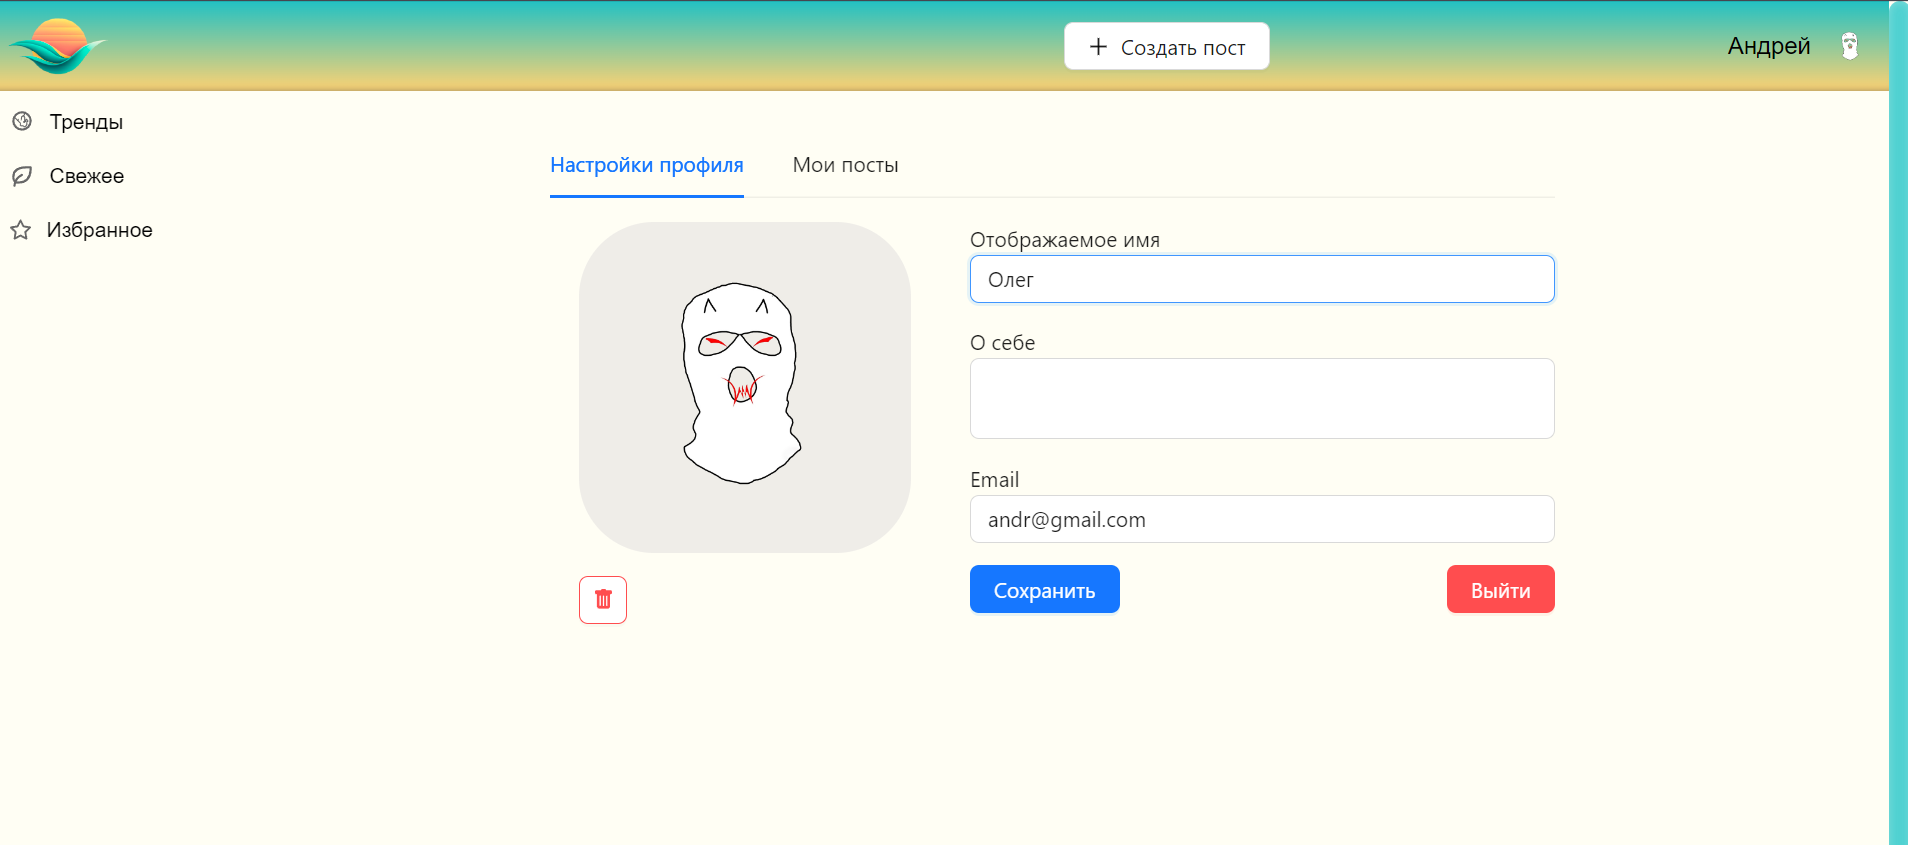 Создать пост
Андрей
Тренды
Свежее
Избранное
Настройки профиля
Мои посты
Отображаемое имя
Олег
О себе
Email
andr@gmail.com
Сохранить
Выйти